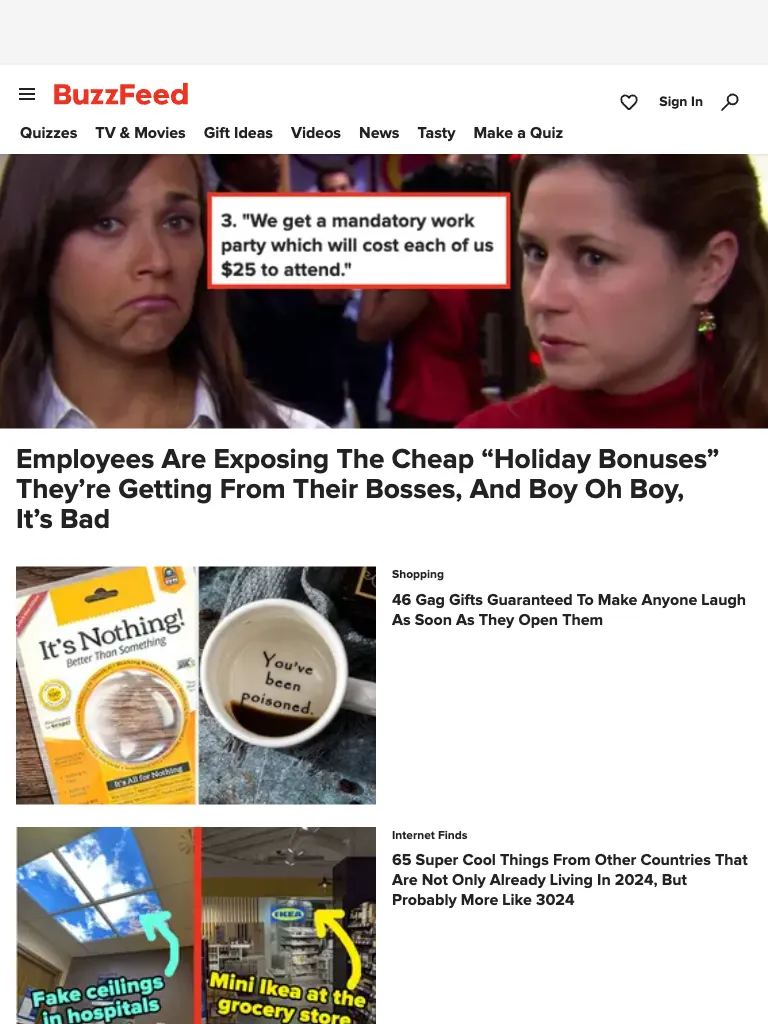 BuzzFeed
Sign In
Quizzes TV & Movies Gift Ideas Videos News Tasty Make a Quiz
3. "We get a mandatory work
party which will cost each of us
$25 to attend."
Employees Are Exposing The Cheap “Holiday Bonuses”
They’re Getting From Their Bosses, And Boy Oh Boy,
It’s Bad
It's Nothing!
Better Than Something
It's All for Nothing
You've
been
poisoned.
Shopping
46 Gag Gifts Guaranteed To Make Anyone Laugh
As Soon As They Open Them
IKEA
Fake ceilings
in hospitals
Mini Ikea at the
grocery store
Internet Finds
65 Super Cool Things From Other Countries That
Are Not Only Already Living In 2024, But
Probably More Like 3024